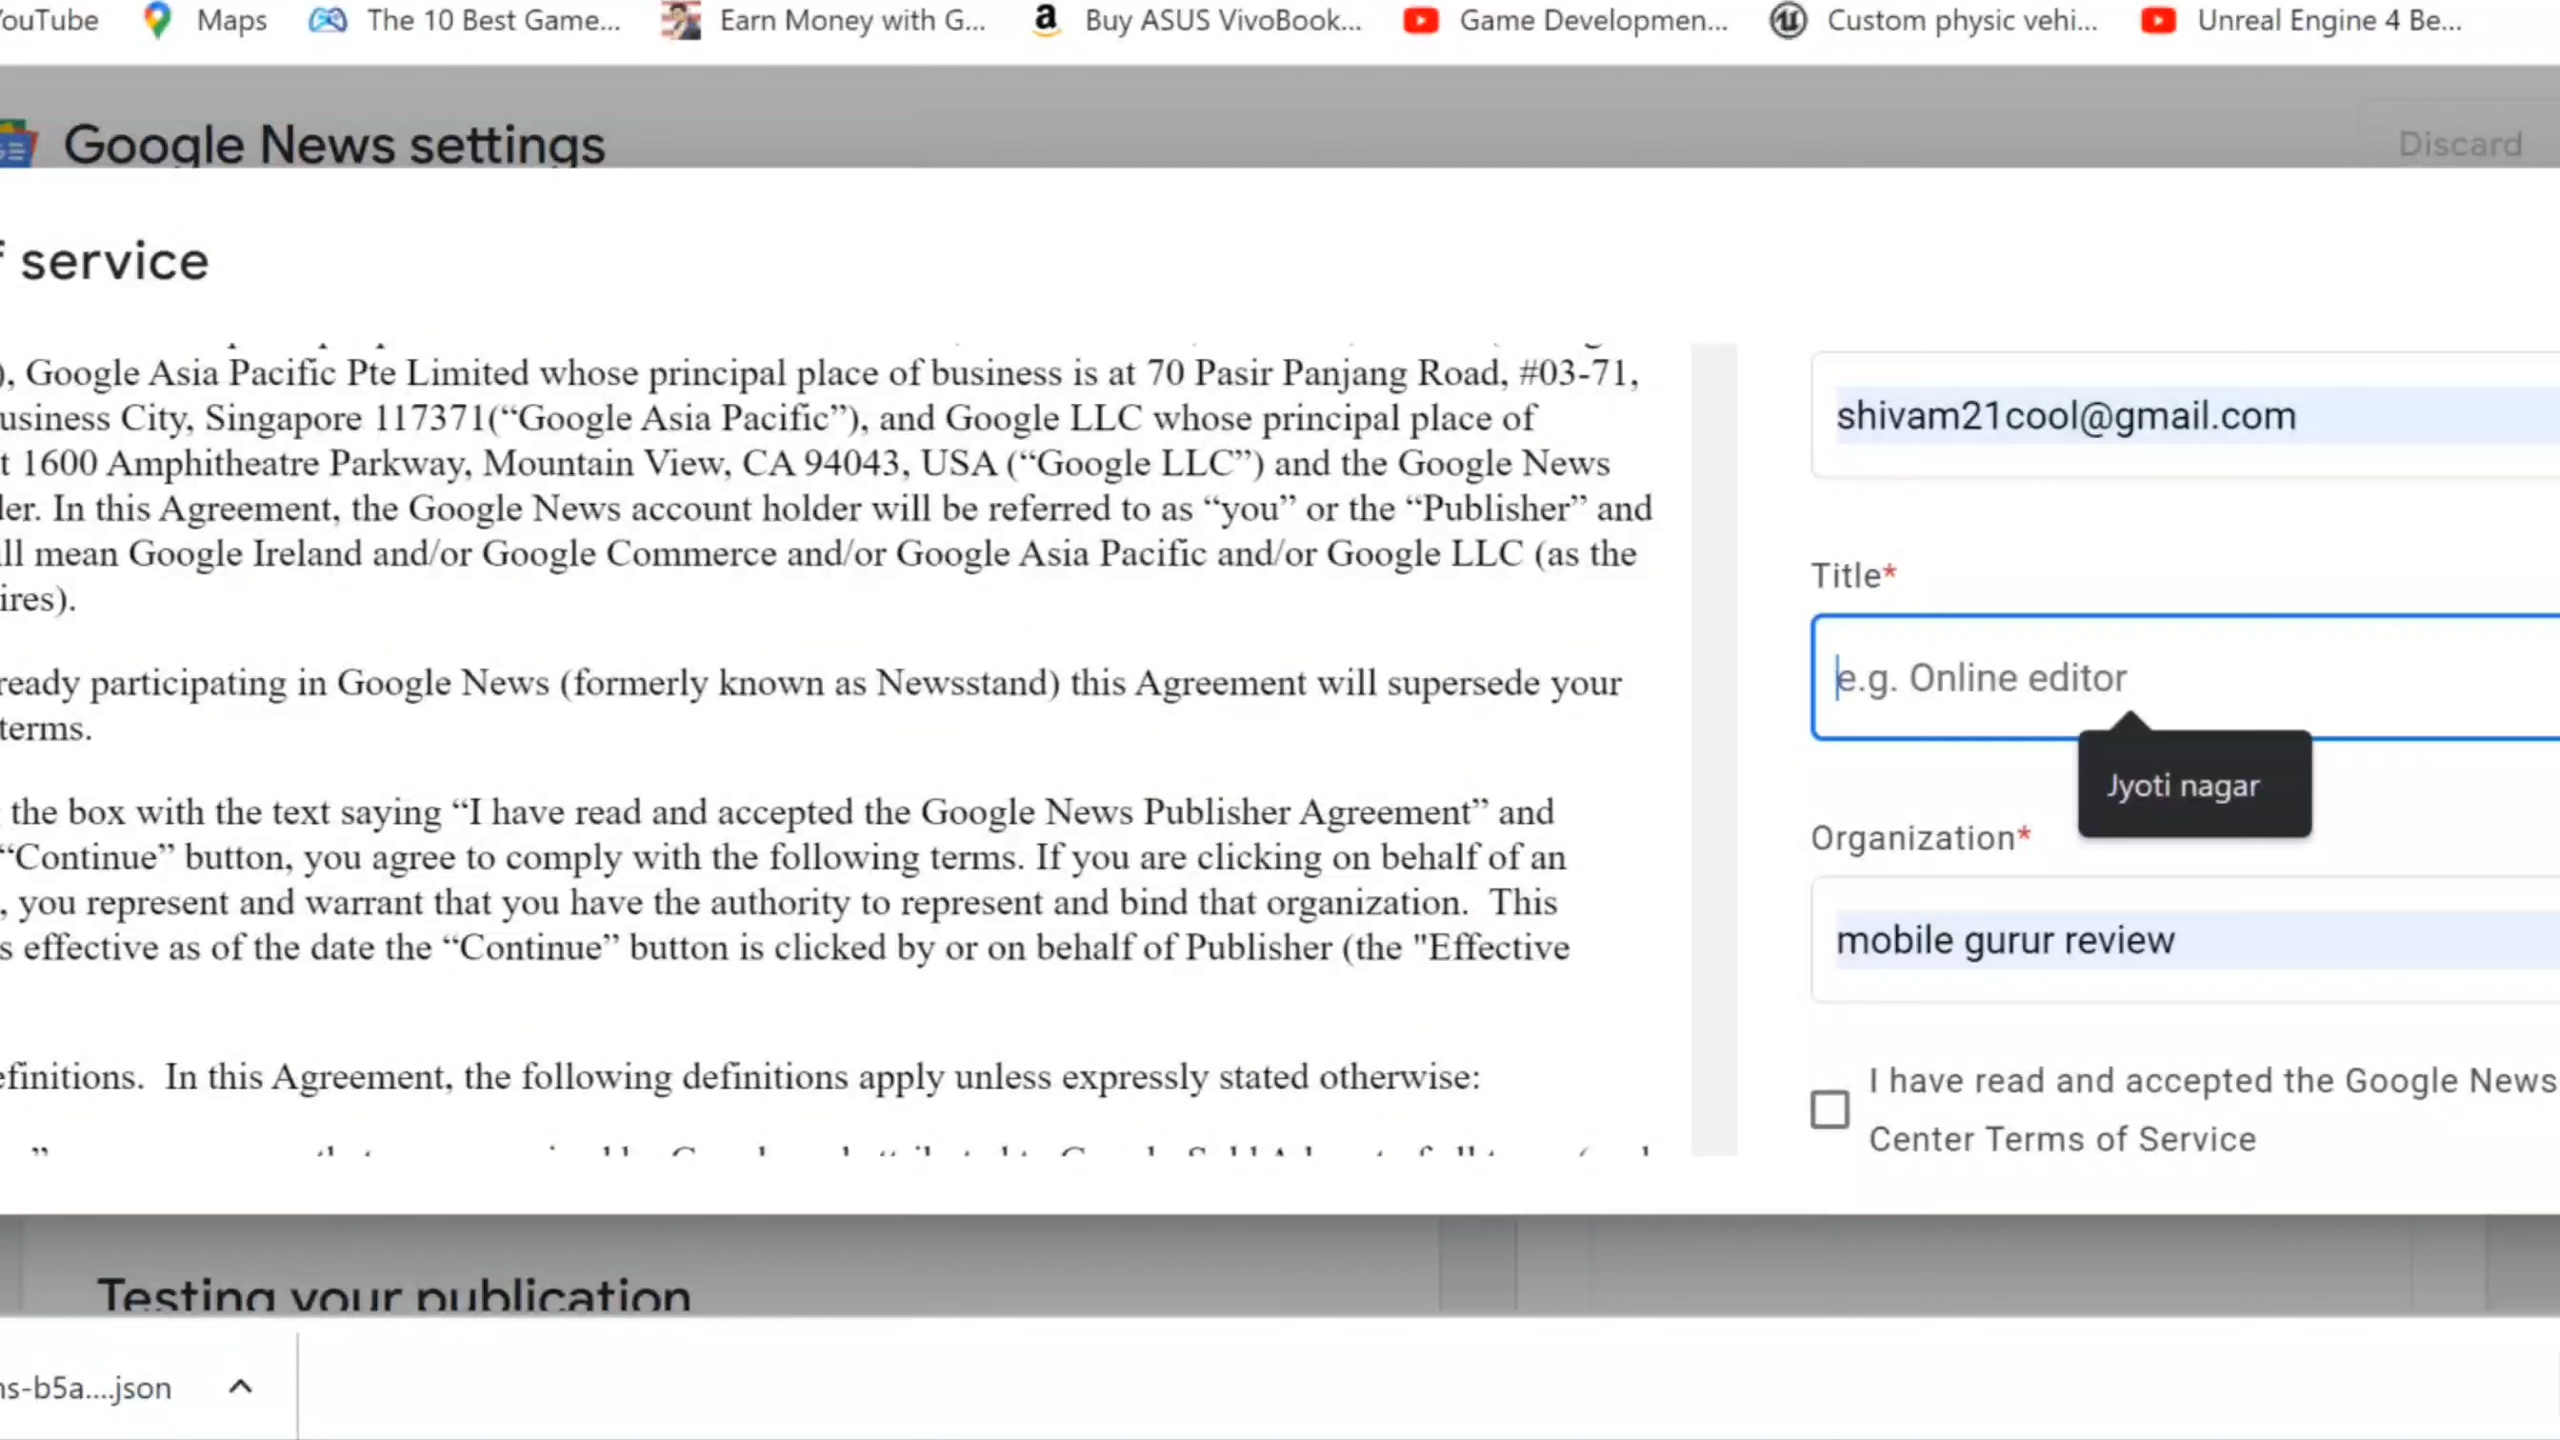 YouTube Maps The 10 Best Game... Earn Money with G... Buy ASUS VivoBook... Game Developmen... Custom physic vehi... Unreal Engine 4 Be...
Google News settings
Discard
f service
), Google Asia Pacific Pte Limited whose principal place of business is at 70 Pasir Panjang Road, #03-71,
usiness City, Singapore 117371(“Google Asia Pacific”), and Google LLC whose principal place of
t 1600 Amphitheatre Parkway, Mountain View, CA 94043, USA (“Google LLC”) and the Google News
der. In this Agreement, the Google News account holder will be referred to as “you” or the “Publisher” and
ll mean Google Ireland and/or Google Commerce and/or Google Asia Pacific and/or Google LLC (as the
ires).
ready participating in Google News (formerly known as Newsstand) this Agreement will supersede your
terms.
the box with the text saying “I have read and accepted the Google News Publisher Agreement” and
“Continue” button, you agree to comply with the following terms. If you are clicking on behalf of an
, you represent and warrant that you have the authority to represent and bind that organization. This
s effective as of the date the “Continue” button is clicked by or on behalf of Publisher (the "Effective
efinitions. In this Agreement, the following definitions apply unless expressly stated otherwise:
shivam21cool@gmail.com
Title*
e.g. Online editor
Jyoti nagar
Organization*
mobile gurur review
I have read and accepted the Google News
Center Terms of Service
Testing your publication
ns-b5a....json